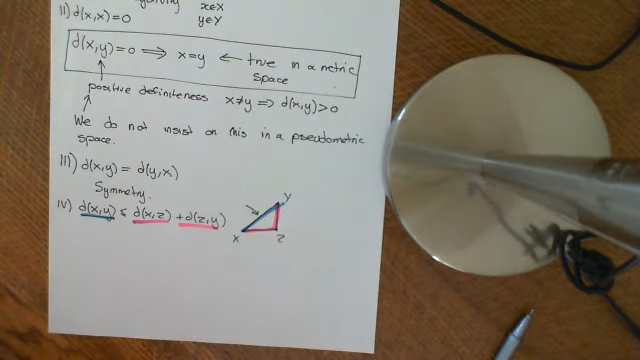 x∈X
II) d(x,x)=0
y∈Y
d(x,y)=0 ⟹ x=y ← true in a metric
space
positive definiteness x≠y ⟹ d(x,y)>0
We do not insist on this in a pseudometric
space.
III) d(x,y) = d(y,x)
Symmetry.
IV) d(x,y) ≤ d(x,z) + d(z,y)
y
x z